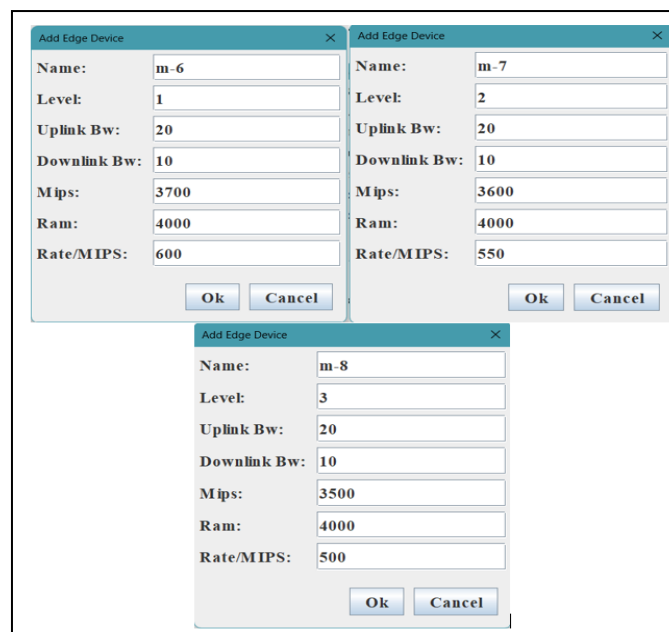 Add Edge Device
Name: m-6
Level: 1
Uplink Bw: 20
Downlink Bw: 10
Mips: 3700
Ram: 4000
Rate/MIPS: 600
Ok Cancel
Add Edge Device
Name: m-7
Level: 2
Uplink Bw: 20
Downlink Bw: 10
Mips: 3600
Ram: 4000
Rate/MIPS: 550
Ok Cancel
Add Edge Device
Name: m-8
Level: 3
Uplink Bw: 20
Downlink Bw: 10
Mips: 3500
Ram: 4000
Rate/MIPS: 500
Ok Cancel